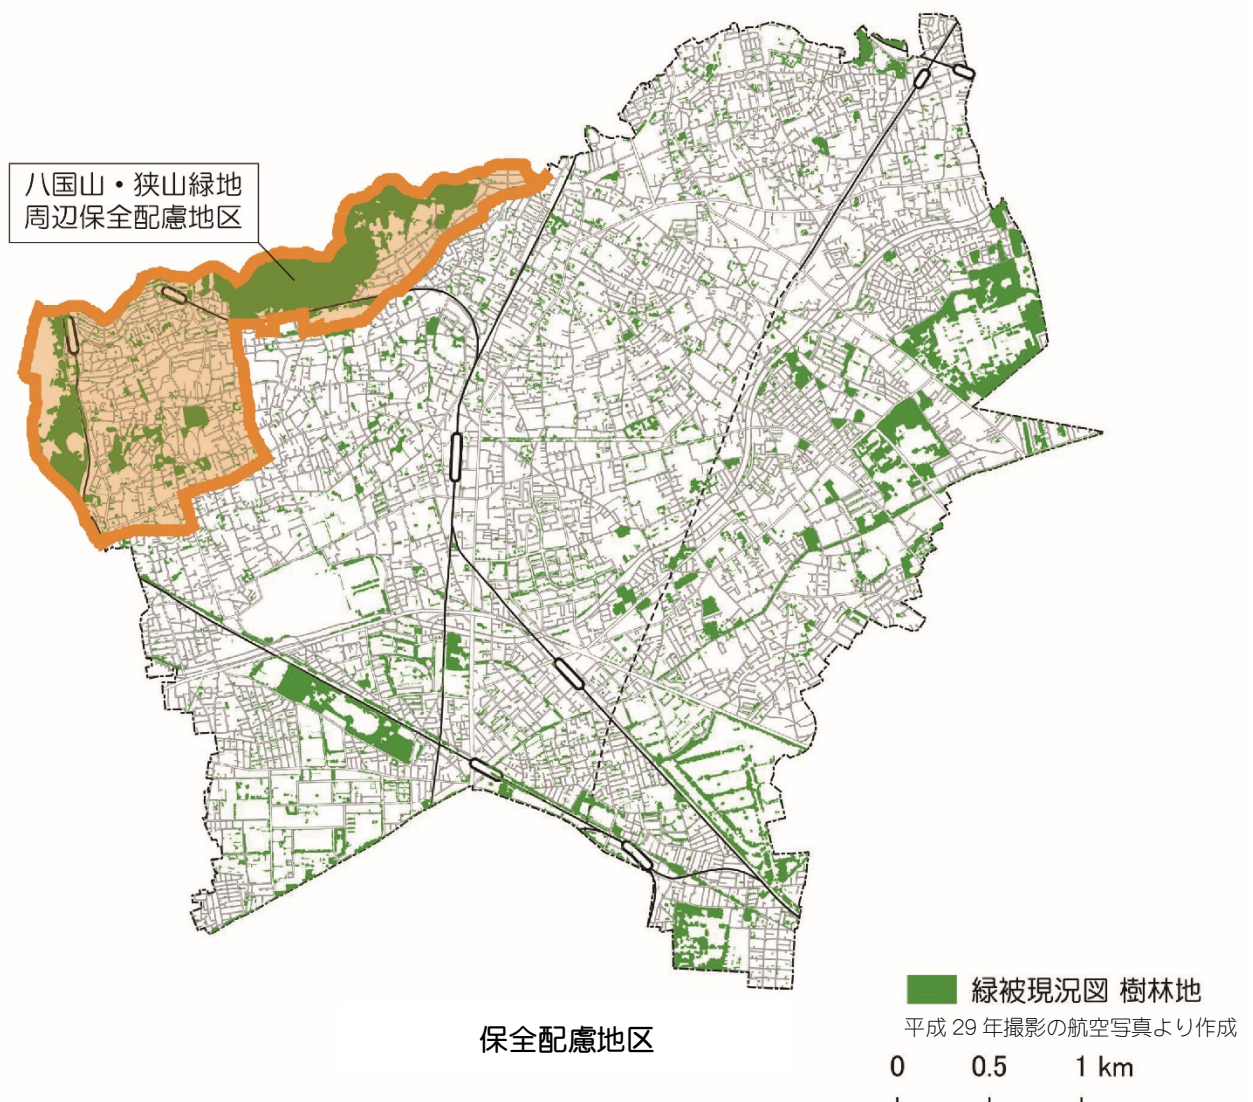 八国山・狭山緑地
周辺保全配慮地区
緑被現況図 樹林地
平成 29 年撮影の航空写真より作成
保全配慮地区
0 0.5 1 km